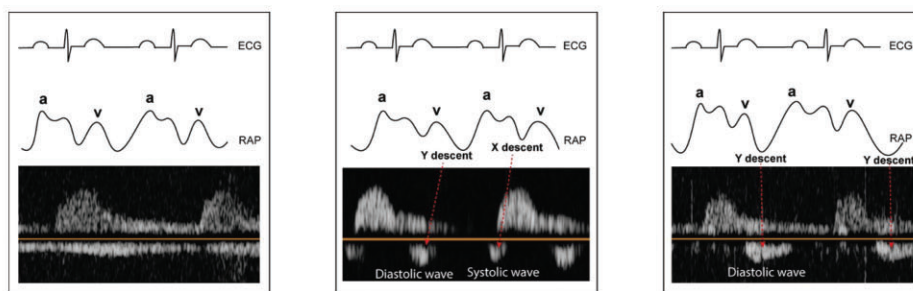 ECG
a
v
a
v
RAP
ECG
a
v
a
v
RAP
Y descent
X descent
Diastolic wave
Systolic wave
ECG
a
v
a
v
RAP
Y descent
Y descent
Diastolic wave